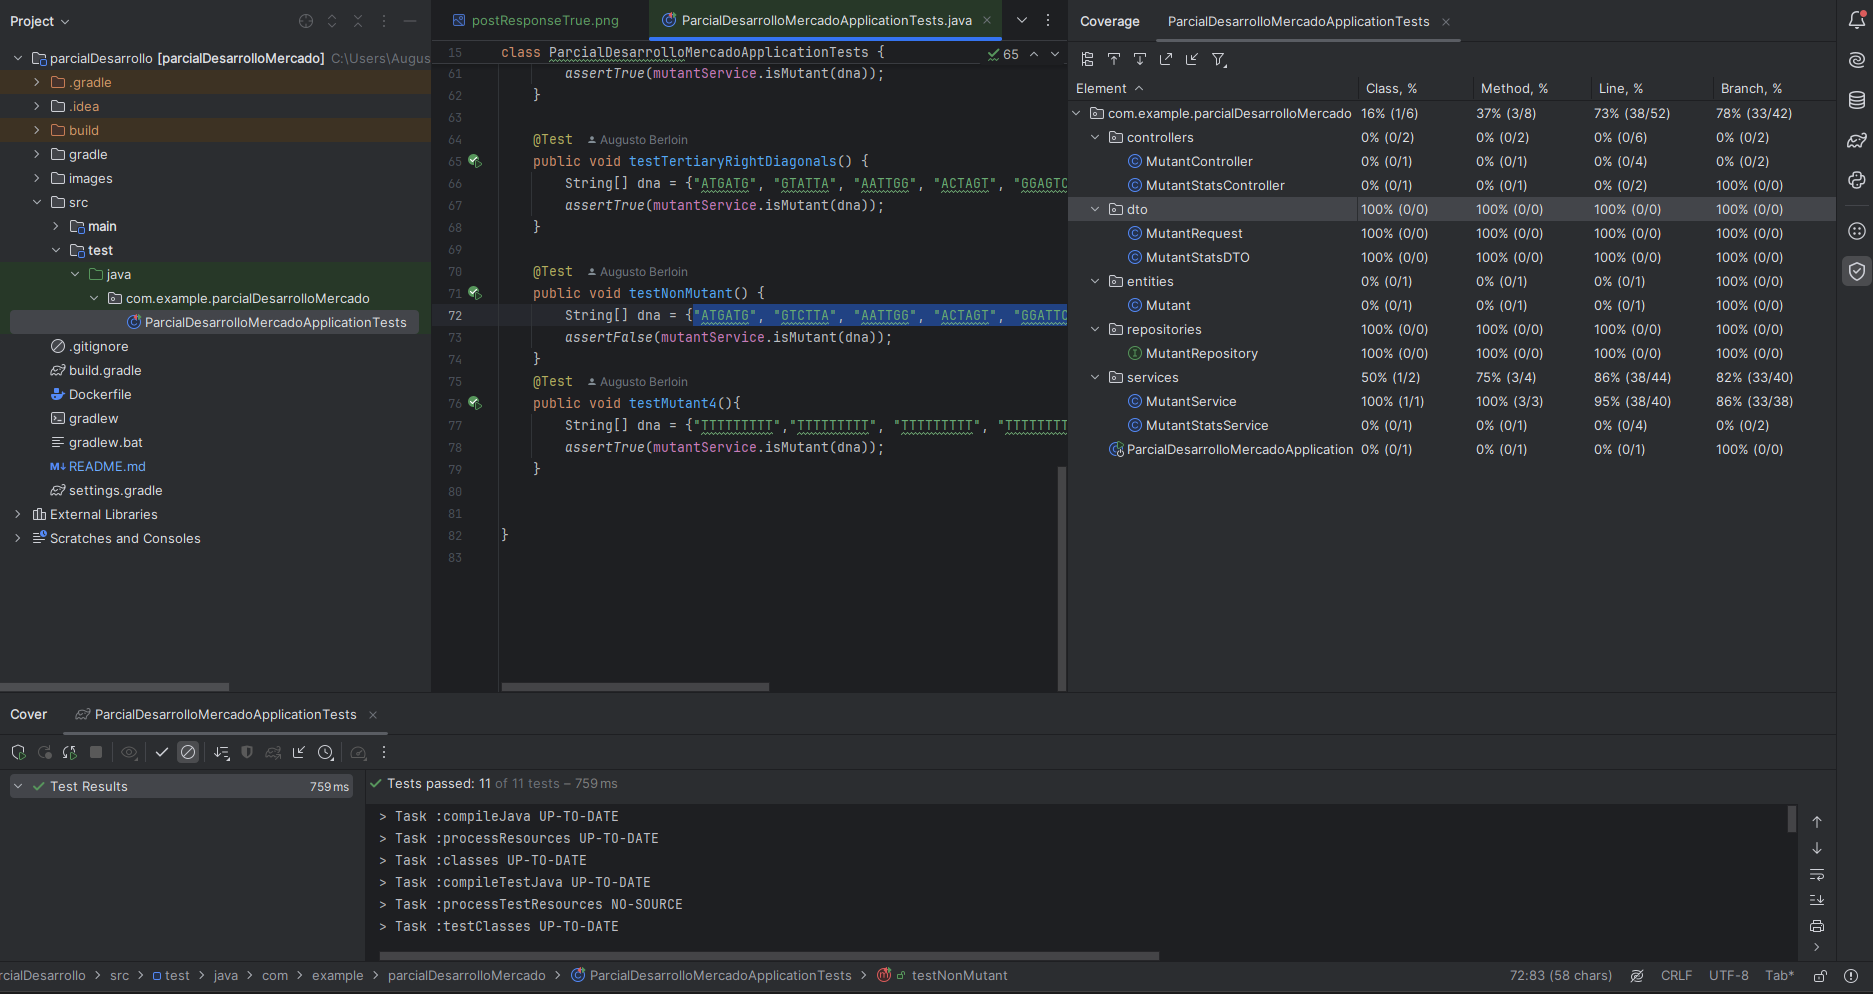 Project
parcialDesarrollo [parcialDesarrolloMercado] C:\Users\Augus
.gradle
.idea
build
gradle
images
src
main
test
java
com.example.parcialDesarrolloMercado
ParcialDesarrolloMercadoApplicationTests
.gitignore
build.gradle
Dockerfile
gradlew
gradlew.bat
README.md
settings.gradle
External Libraries
Scratches and Consoles
postResponseTrue.png
ParcialDesarrolloMercadoApplicationTests.java
15 class ParcialDesarrolloMercadoApplicationTests {
65
61 assertTrue(mutantService.isMutant(dna));
62 }
63
64 @Test Augusto Berloin
65 public void testTertiaryRightDiagonals() {
66 String[] dna = {"ATGATG", "GTATTA", "AATTGG", "ACTAGT", "GGAGTC
67 assertTrue(mutantService.isMutant(dna));
68 }
69
70 @Test Augusto Berloin
71 public void testNonMutant() {
72 String[] dna = {"ATGATG", "GTCTTA", "AATTGG", "ACTAGT", "GGATTC
73 assertFalse(mutantService.isMutant(dna));
74 }
75 @Test Augusto Berloin
76 public void testMutant4(){
77 String[] dna = {"TTTTTTTTT","TTTTTTTTT", "TTTTTTTTT", "TTTTTTTT
78 assertTrue(mutantService.isMutant(dna));
79 }
80
81
82 }
83
Coverage ParcialDesarrolloMercadoApplicationTests
Element Class, % Method, % Line, % Branch, %
com.example.parcialDesarrolloMercado 16% (1/6) 37% (3/8) 73% (38/52) 78% (33/42)
controllers 0% (0/2) 0% (0/2) 0% (0/6) 0% (0/2)
MutantController 0% (0/1) 0% (0/1) 0% (0/4) 0% (0/2)
MutantStatsController 0% (0/1) 0% (0/1) 0% (0/2) 100% (0/0)
dto 100% (0/0) 100% (0/0) 100% (0/0) 100% (0/0)
MutantRequest 100% (0/0) 100% (0/0) 100% (0/0) 100% (0/0)
MutantStatsDTO 100% (0/0) 100% (0/0) 100% (0/0) 100% (0/0)
entities 0% (0/1) 0% (0/1) 0% (0/1) 100% (0/0)
Mutant 0% (0/1) 0% (0/1) 0% (0/1) 100% (0/0)
repositories 100% (0/0) 100% (0/0) 100% (0/0) 100% (0/0)
MutantRepository 100% (0/0) 100% (0/0) 100% (0/0) 100% (0/0)
services 50% (1/2) 75% (3/4) 86% (38/44) 82% (33/40)
MutantService 100% (1/1) 100% (3/3) 95% (38/40) 86% (33/38)
MutantStatsService 0% (0/1) 0% (0/1) 0% (0/4) 0% (0/2)
ParcialDesarrolloMercadoApplication 0% (0/1) 0% (0/1) 0% (0/1) 100% (0/0)
Cover ParcialDesarrolloMercadoApplicationTests
Test Results 759 ms
Tests passed: 11 of 11 tests – 759 ms
> Task :compileJava UP-TO-DATE
> Task :processResources UP-TO-DATE
> Task :classes UP-TO-DATE
> Task :compileTestJava UP-TO-DATE
> Task :processTestResources NO-SOURCE
> Task :testClasses UP-TO-DATE
rcialDesarrollo > src > test > java > com > example > parcialDesarrolloMercado > ParcialDesarrolloMercadoApplicationTests > testNonMutant
72:83 (58 chars) CRLF UTF-8 Tab*